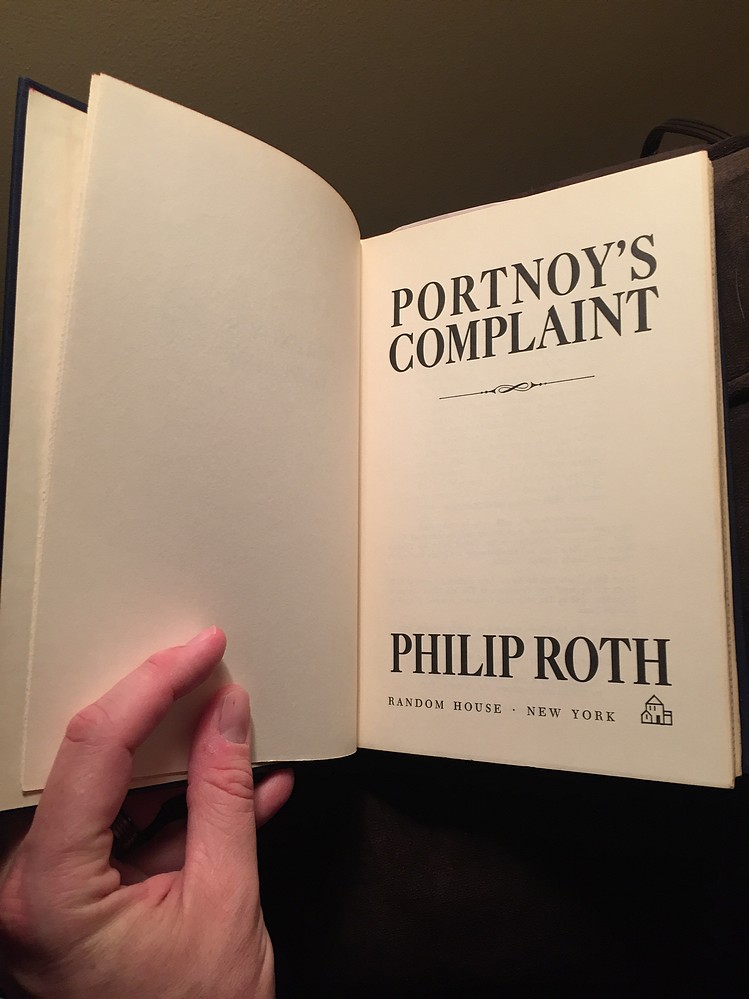 PORTNOY'S
COMPLAINT
PHILIP ROTH
RANDOM HOUSE · NEW YORK